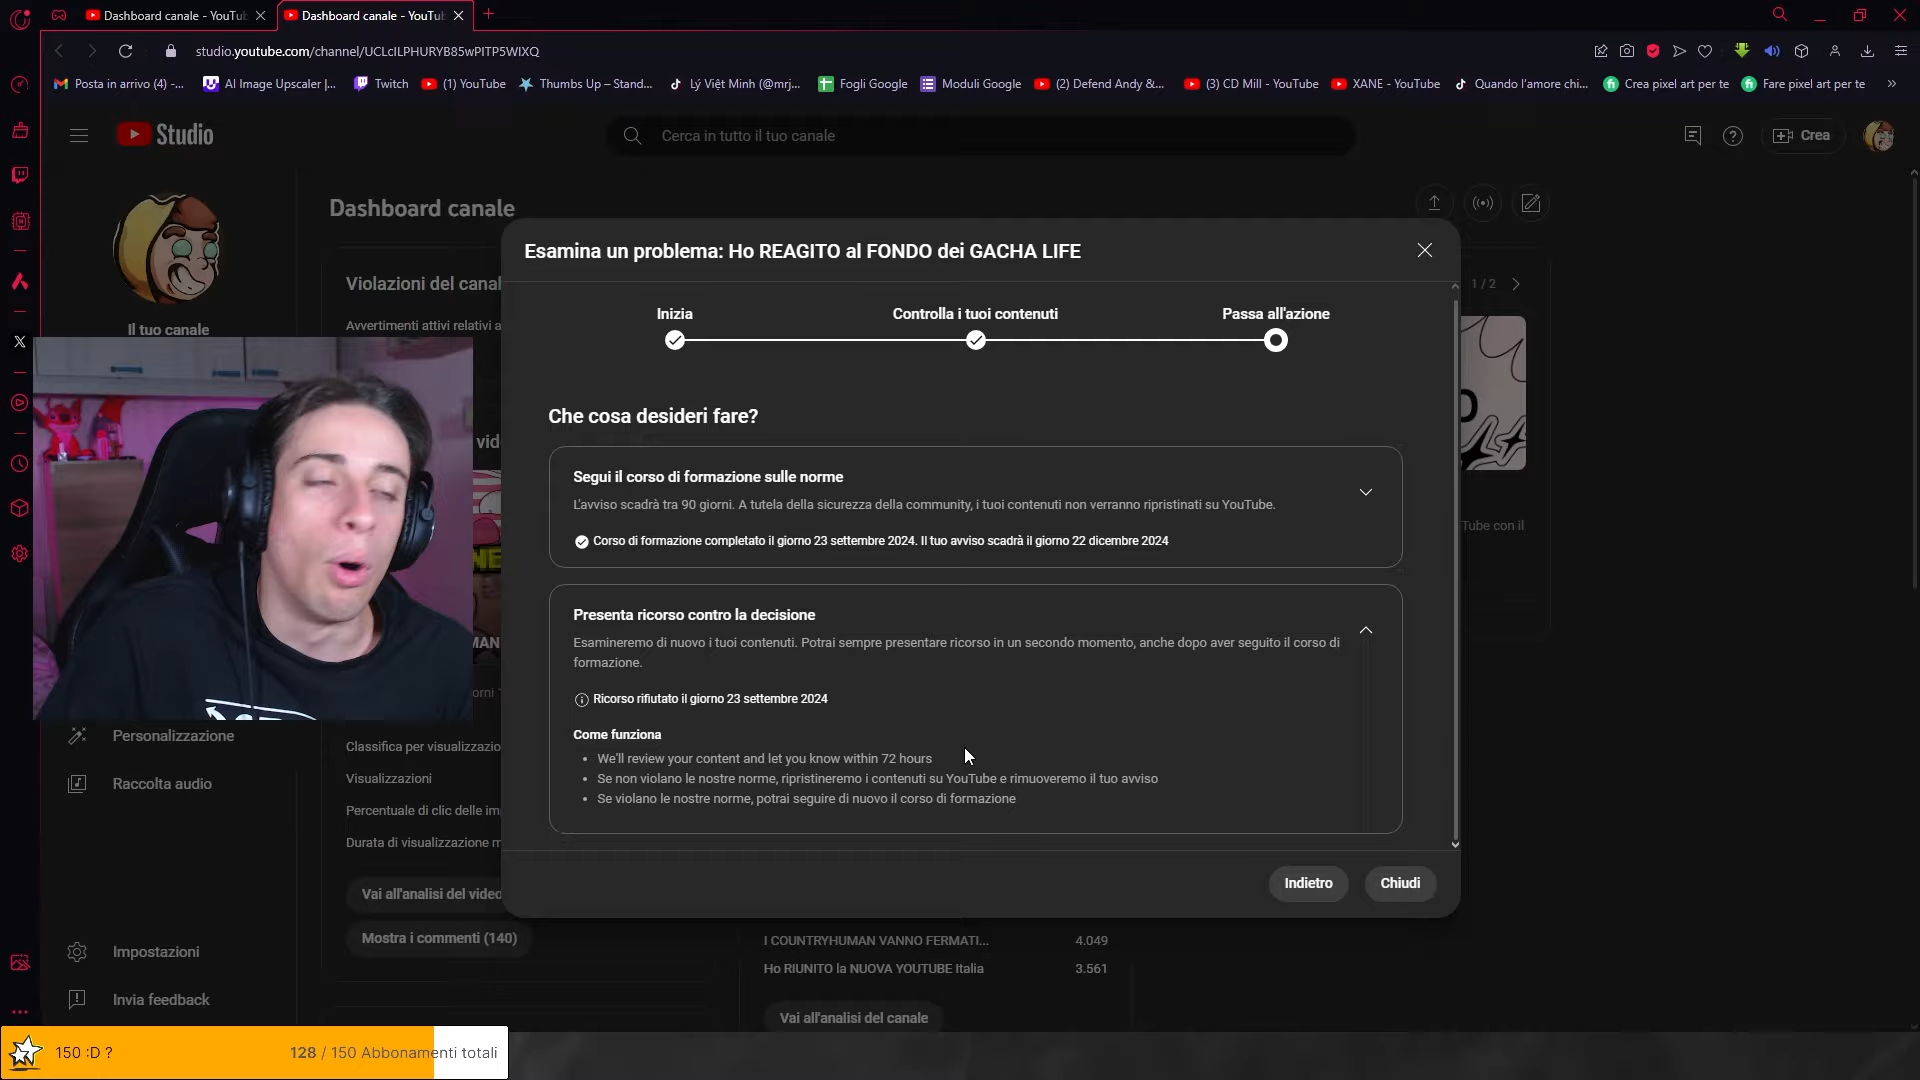 Dashboard canale - YouTub
Dashboard canale - YouTub
studio.youtube.com/channel/UCLcILPHURYB85wPITP5WIXQ
Posta in arrivo (4) -...
AI Image Upscaler |...
Twitch
(1) YouTube
Thumbs Up – Stand...
Lý Việt Minh (@mrj...
Fogli Google
Moduli Google
(2) Defend Andy &...
(3) CD Mill - YouTube
XANE - YouTube
Quando l'amore chi...
Crea pixel art per te
Fare pixel art per te
Studio
Cerca in tutto il tuo canale
Crea
Dashboard canale
Il tuo canale
Violazioni del canal
Avvertimenti attivi relativi a
1 / 2
Esamina un problema: Ho REAGITO al FONDO dei GACHA LIFE
Inizia
Controlla i tuoi contenuti
Passa all'azione
Che cosa desideri fare?
Segui il corso di formazione sulle norme
L'avviso scadrà tra 90 giorni. A tutela della sicurezza della community, i tuoi contenuti non verranno ripristinati su YouTube.
Corso di formazione completato il giorno 23 settembre 2024. Il tuo avviso scadrà il giorno 22 dicembre 2024
Presenta ricorso contro la decisione
Esamineremo di nuovo i tuoi contenuti. Potrai sempre presentare ricorso in un secondo momento, anche dopo aver seguito il corso di
formazione.
Ricorso rifiutato il giorno 23 settembre 2024
Come funziona
We'll review your content and let you know within 72 hours
Se non violano le nostre norme, ripristineremo i contenuti su YouTube e rimuoveremo il tuo avviso
Se violano le nostre norme, potrai seguire di nuovo il corso di formazione
Indietro
Chiudi
vid
Tube con il
MAN
orni
Personalizzazione
Raccolta audio
Impostazioni
Invia feedback
Classifica per visualizzazio
Visualizzazioni
Percentuale di clic delle im
Durata di visualizzazione m
Vai all'analisi del video
Mostra i commenti (140)
I COUNTRYHUMAN VANNO FERMATI...
4.049
Ho RIUNITO la NUOVA YOUTUBE Italia
3.561
Vai all'analisi del canale
150 :D ?
128 / 150 Abbonamenti totali